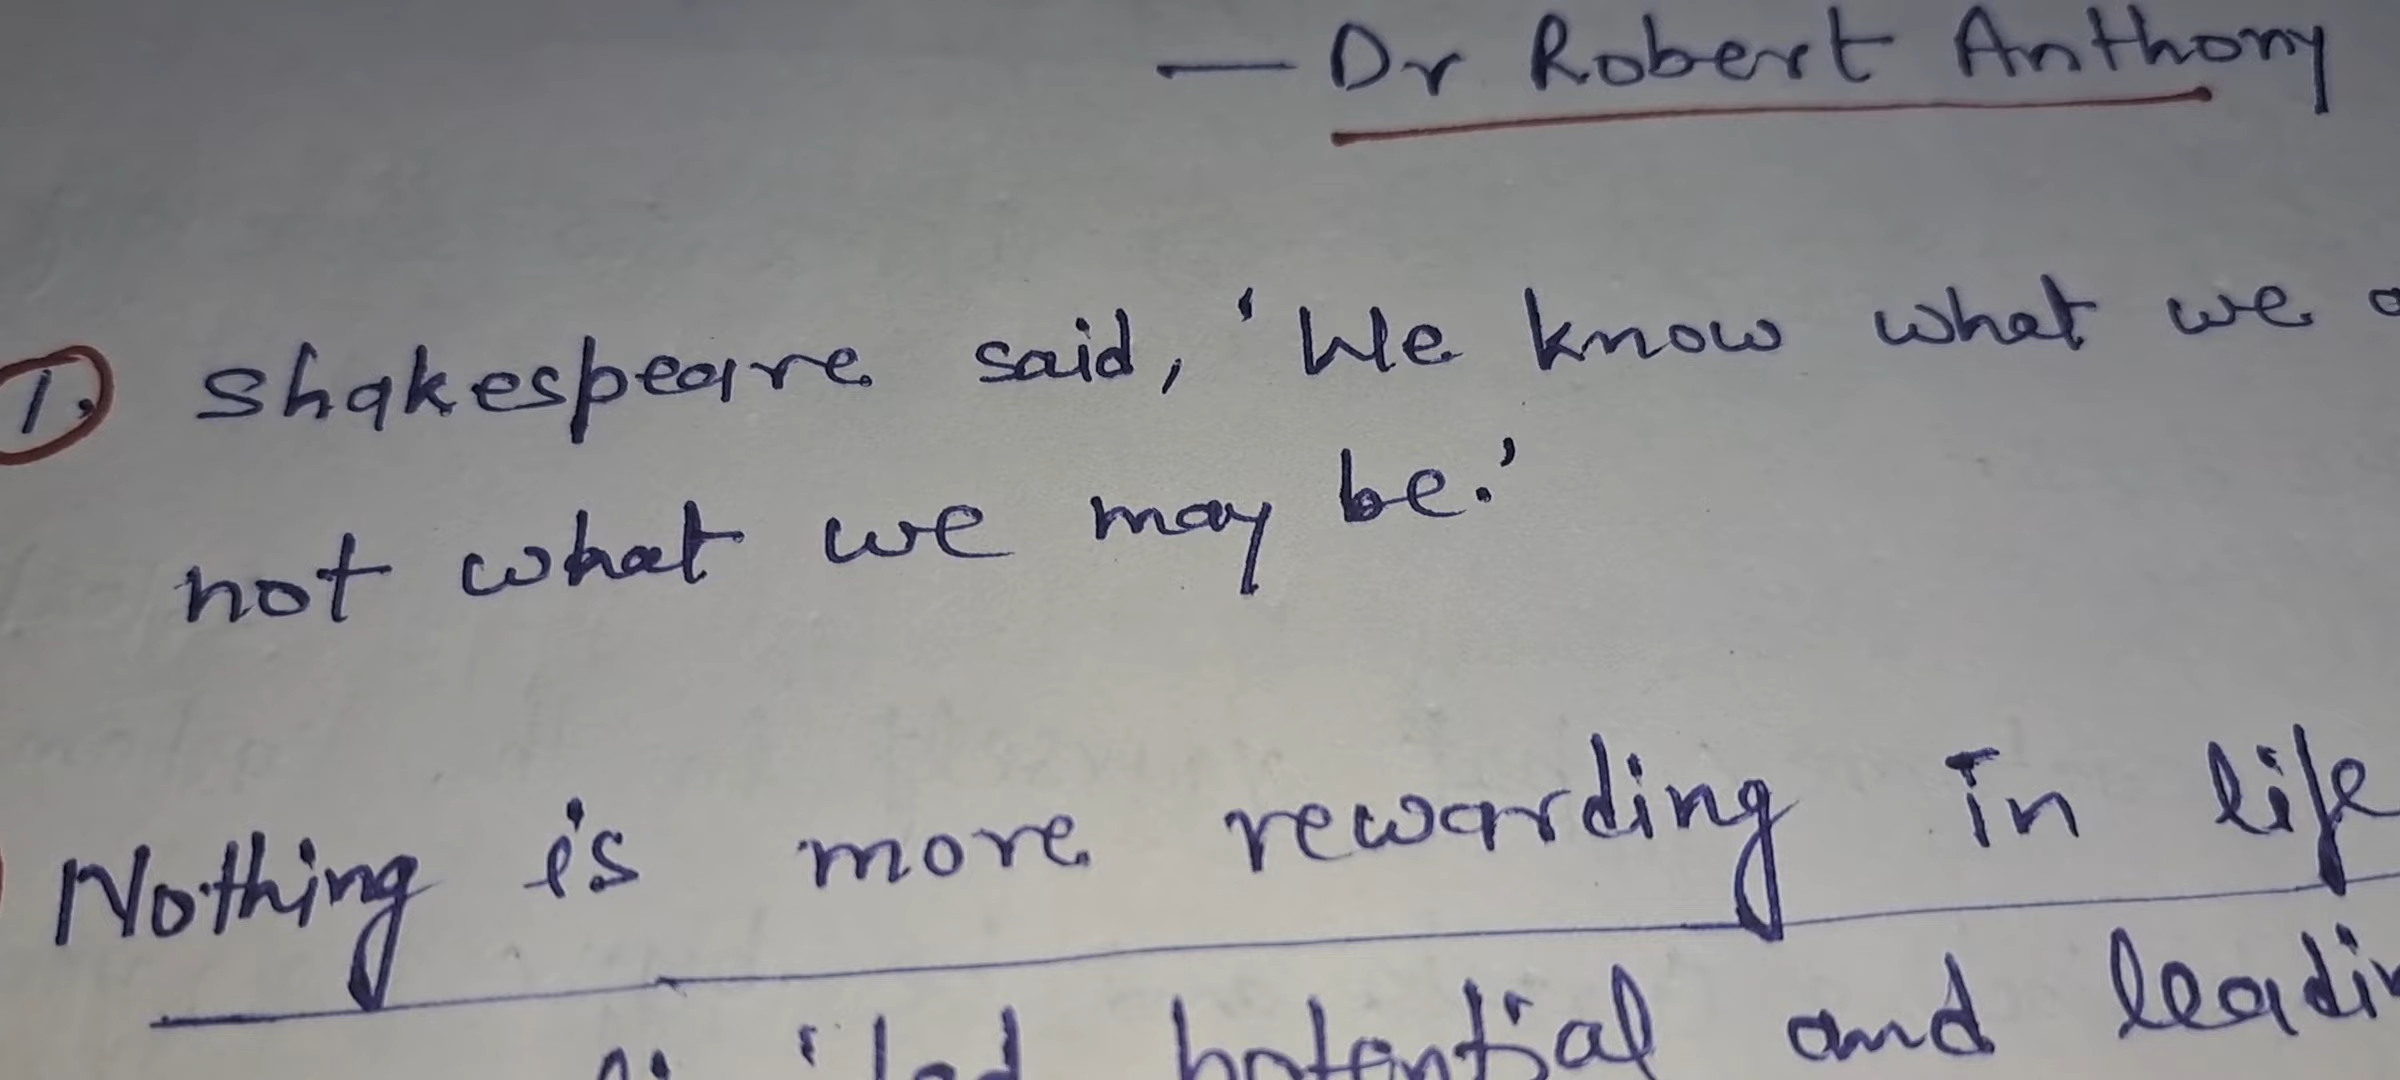 — Dr Robert Anthony
1. Shakespeare said, 'We know what we
not what we may be.'
Nothing is more rewarding in life
potential and